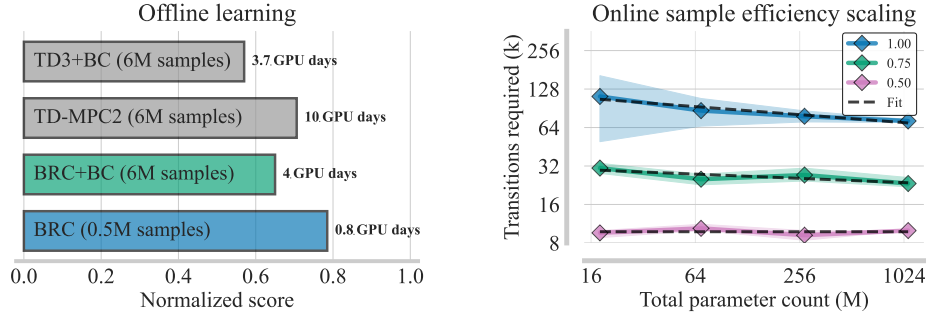 Offline learning
TD3+BC (6M samples)
3.7 GPU days
TD-MPC2 (6M samples)
10 GPU days
BRC+BC (6M samples)
4 GPU days
BRC (0.5M samples)
0.8 GPU days
0.0 0.2 0.4 0.6 0.8 1.0
Normalized score
Online sample efficiency scaling
Transitions required (k)
256
128
64
32
16
8
1.00
0.75
0.50
Fit
16 64 256 1024
Total parameter count (M)